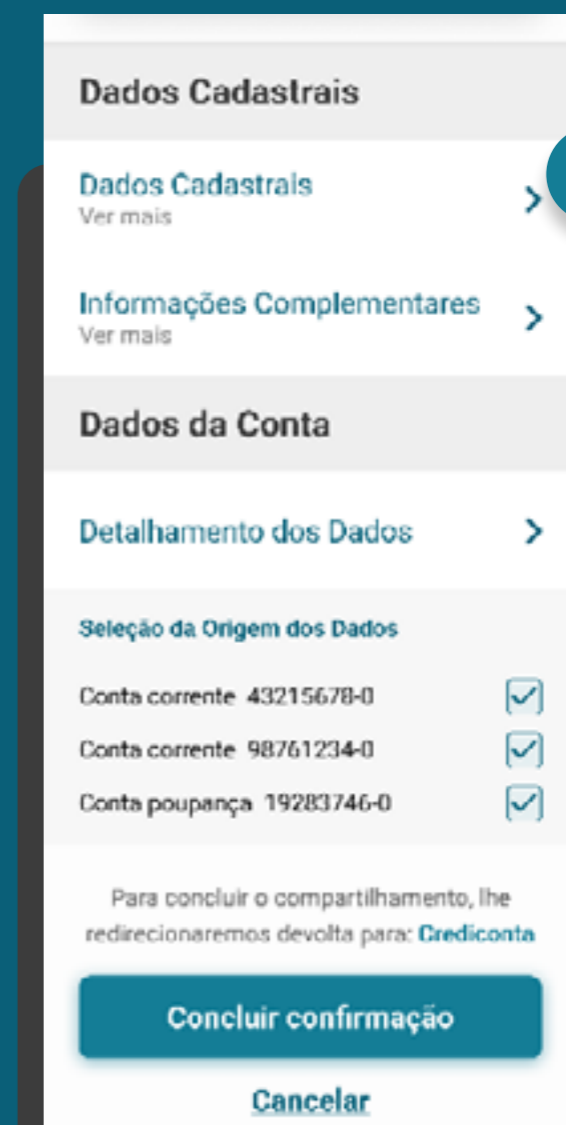 Dados Cadastrais
Dados Cadastrais
Ver mais
Informações Complementares
Ver mais
Dados da Conta
Detalhamento dos Dados
Seleção da Origem dos Dados
Conta corrente 43215678-0
Conta corrente 98761234-0
Conta poupança 19283746-0
Para concluir o compartilhamento, lhe
redirecionaremos devolta para: Crediconta
Concluir confirmação
Cancelar